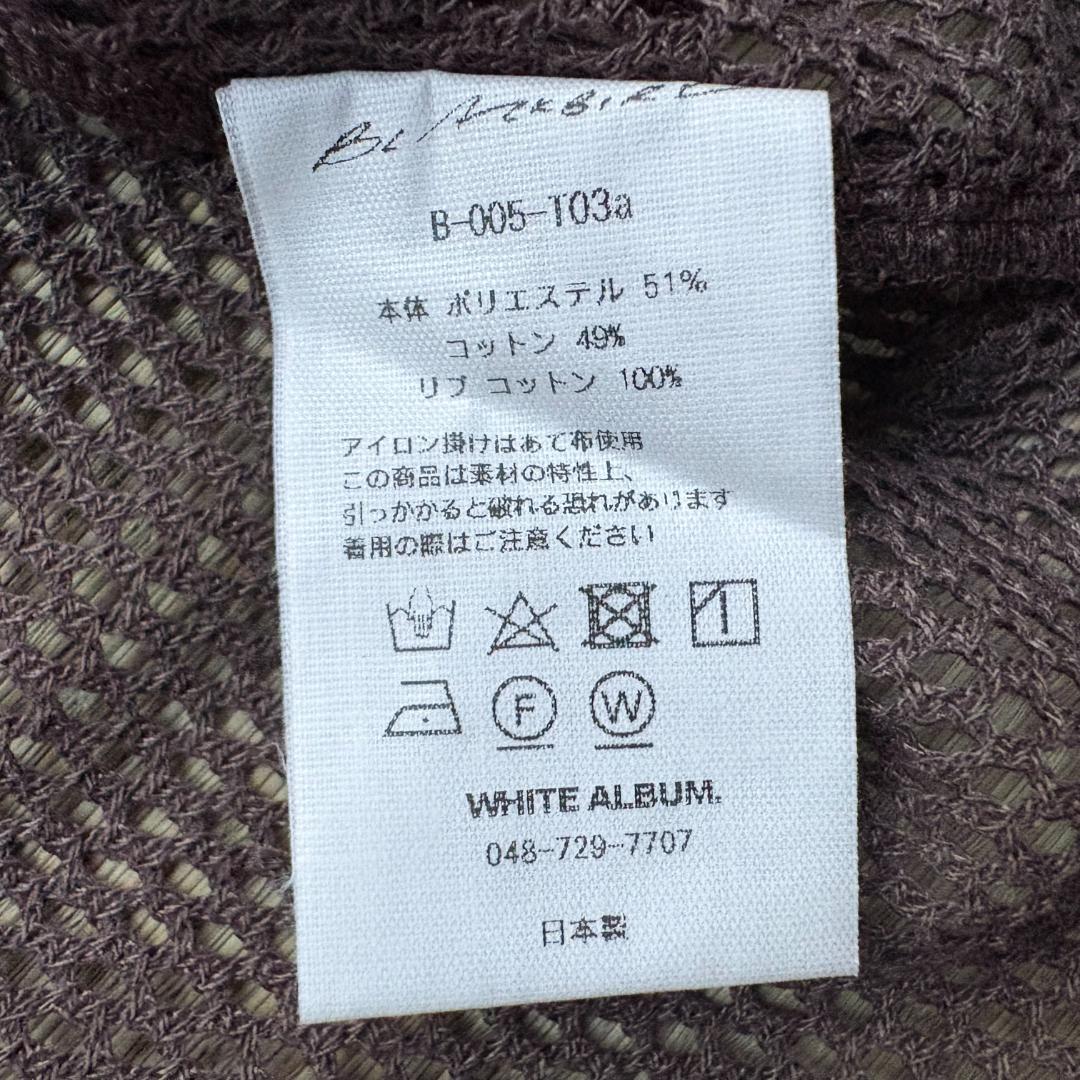 B-005-T03a
本体 ポリエステル 51%
コットン 49%
リブ コットン 100%
アイロン掛けはあて布使用
この商品は素材の特性上、
引っかかると破れる恐れがあります
着用の際はご注意ください
F W
WHITE ALBUM.
048-729-7707
日本製